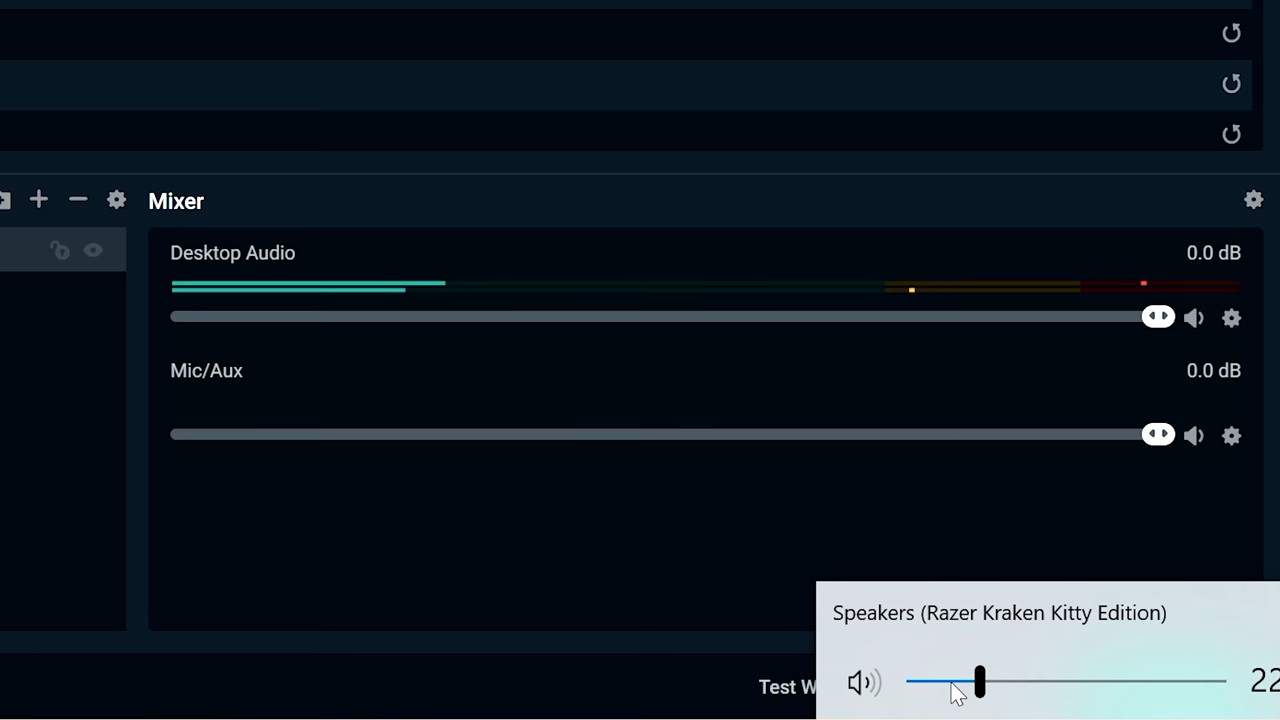 Mixer
Desktop Audio 0.0 dB
Mic/Aux 0.0 dB
Speakers (Razer Kraken Kitty Edition)
22
Test W